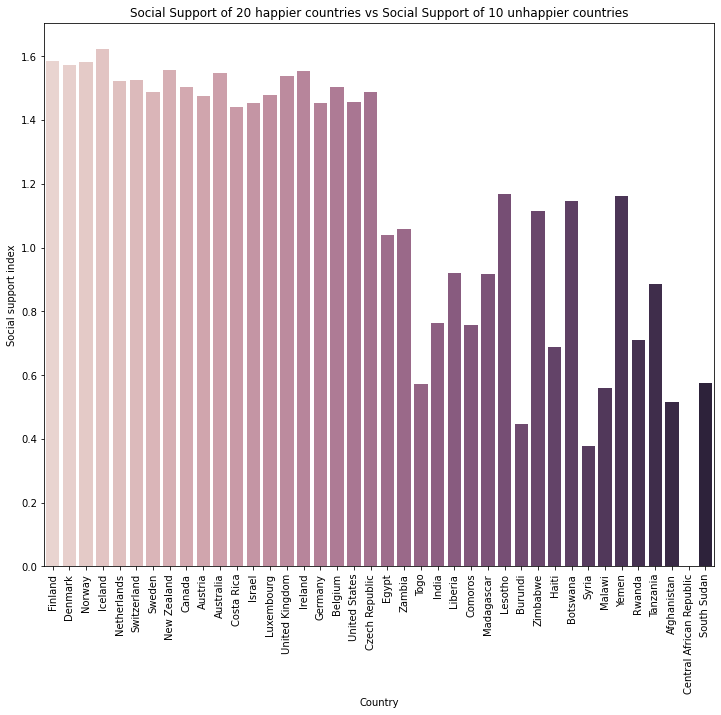 Social Support of 20 happier countries vs Social Support of 10 unhappier countries
Social support index
1.6
1.4
1.2
1.0
0.8
0.6
0.4
0.2
0.0
Finland
Denmark
Norway
Iceland
Netherlands
Switzerland
Sweden
New Zealand
Canada
Austria
Australia
Costa Rica
Israel
Luxembourg
United Kingdom
Ireland
Germany
Belgium
United States
Czech Republic
Egypt
Zambia
Togo
India
Liberia
Comoros
Madagascar
Lesotho
Burundi
Zimbabwe
Haiti
Botswana
Syria
Malawi
Yemen
Rwanda
Tanzania
Afghanistan
Central African Republic
South Sudan
Country